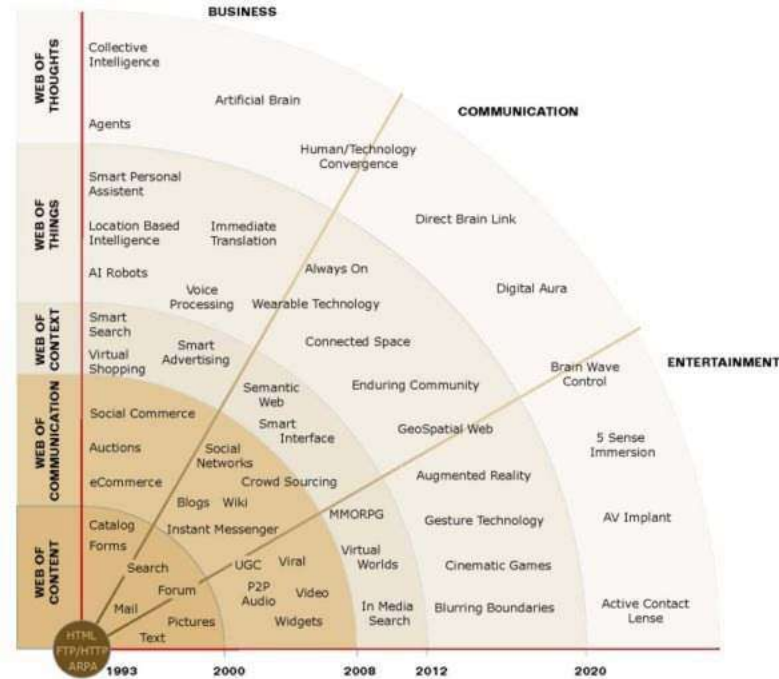 BUSINESS
COMMUNICATION
ENTERTAINMENT
WEB OF
THOUGHTS
Collective
Intelligence
Artificial Brain
Agents
Human/Technology
Convergence
Direct Brain Link
Digital Aura
Brain Wave
Control
5 Sense
Immersion
AV Implant
Active Contact
Lense
WEB OF
THINGS
Smart Personal
Assistent
Location Based
Intelligence
Immediate
Translation
AI Robots
Voice
Processing
Always On
Wearable Technology
Connected Space
Enduring Community
GeoSpatial Web
Augmented Reality
Gesture Technology
Cinematic Games
Blurring Boundaries
WEB OF
CONTEXT
Smart
Search
Virtual
Shopping
Smart
Advertising
Semantic
Web
Smart
Interface
MMORPG
Virtual
Worlds
In Media
Search
WEB OF
COMMUNICATION
Social Commerce
Auctions
eCommerce
Social
Networks
Crowd Sourcing
Blogs
Wiki
Instant Messenger
UGC
Viral
P2P
Audio
Video
Widgets
WEB OF
CONTENT
Catalog
Forms
Search
Forum
Mail
Pictures
Text
HTML
FTP/HTTP
ARPA
1993
2000
2008
2012
2020